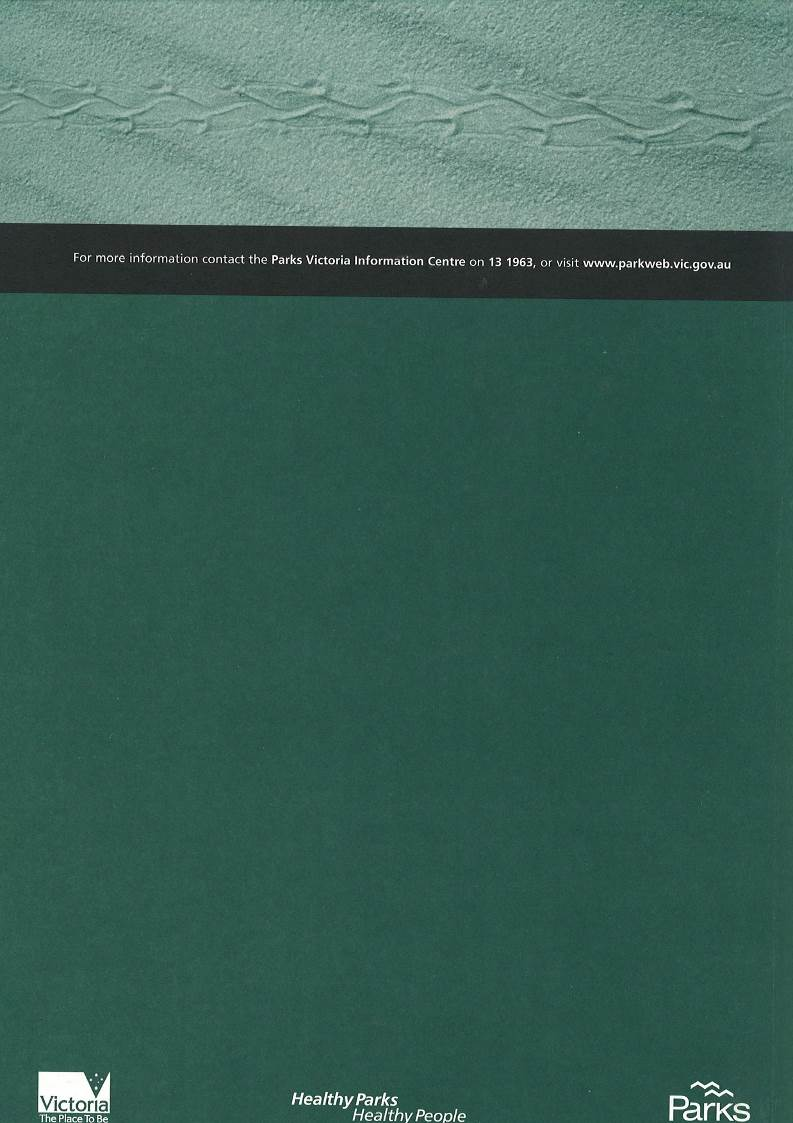 For more information contact the Parks Victoria Information Centre on 13 1963, or visit www.parkweb.vic.gov.au
Victoria
The Place To Be
Healthy Parks
Healthy People
Parks